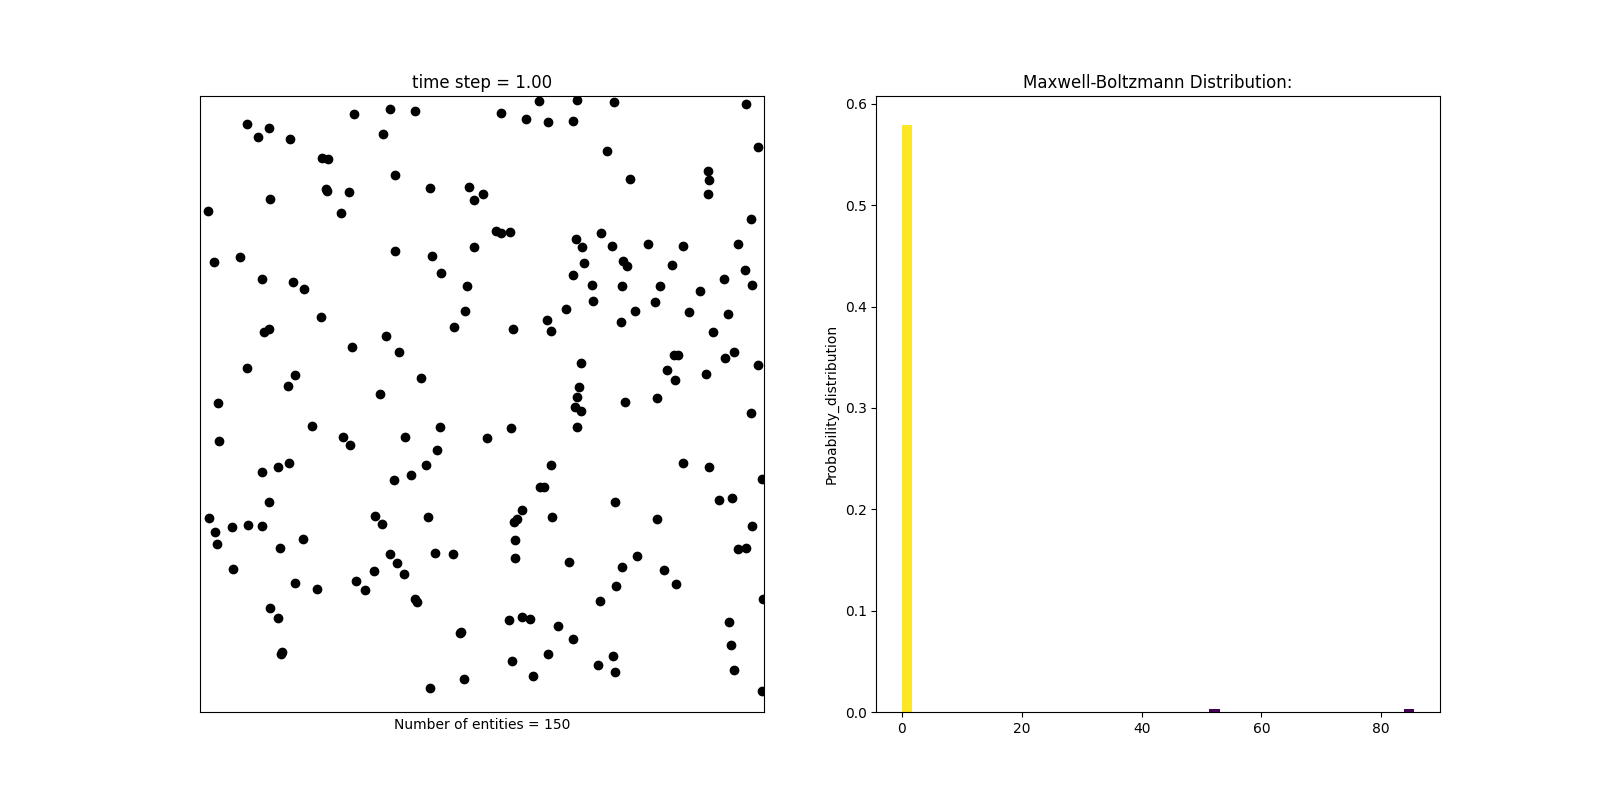 time step = 1.00
Number of entities = 150
Maxwell-Boltzmann Distribution:
Probability_distribution
0.6
0.5
0.4
0.3
0.2
0.1
0.0
0 20 40 60 80